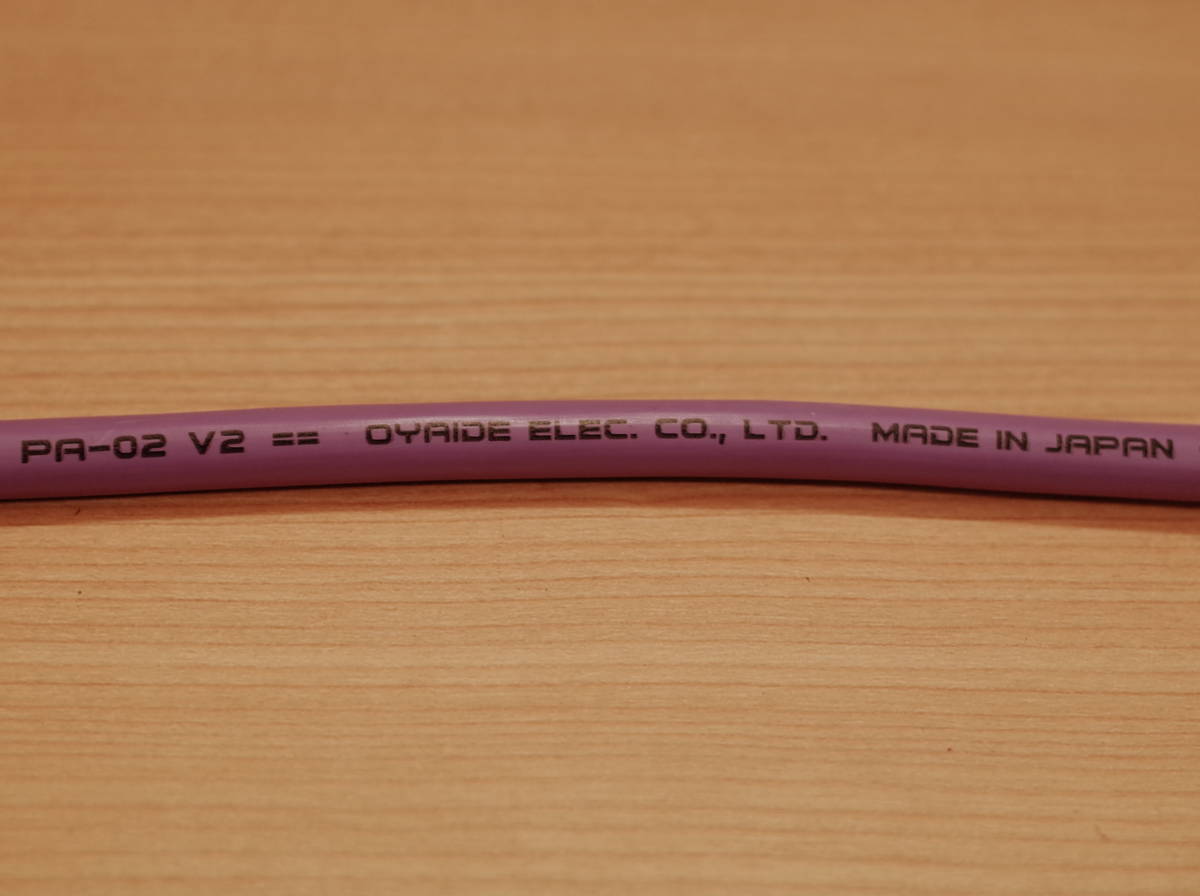 PA-02 V2 == OYAIDE ELEC. CO., LTD. MADE IN JAPAN